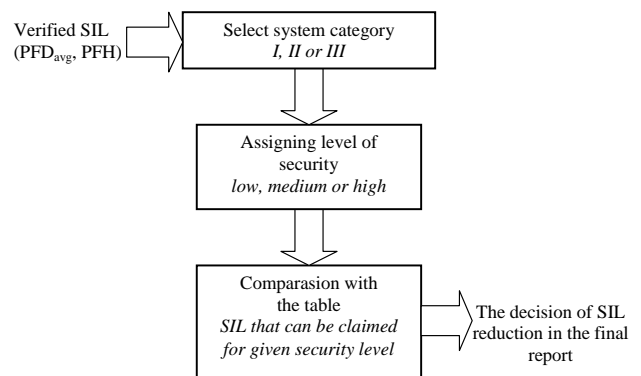 Verified SIL
(PFDavg, PFH)
Select system category
I, II or III
Assigning level of
security
low, medium or high
Comparasion with
the table
SIL that can be claimed
for given security level
The decision of SIL
reduction in the final
report